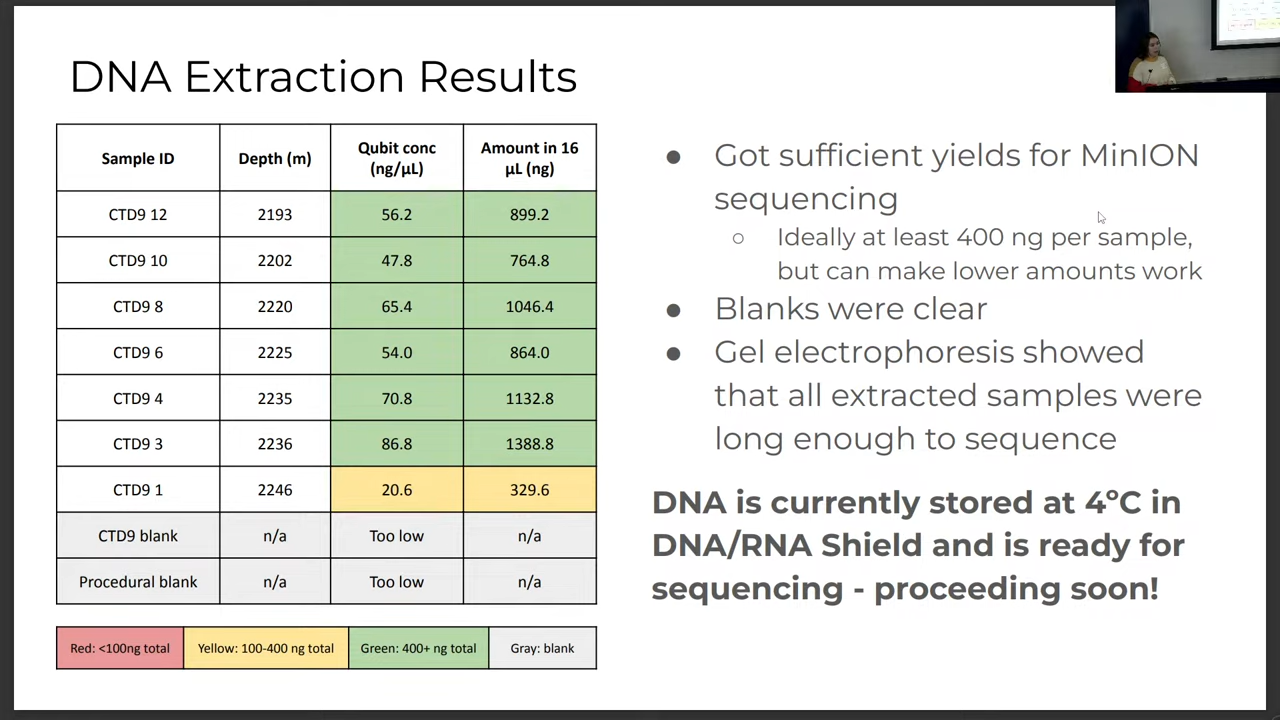 DNA Extraction Results
Sample ID Depth (m) Qubit conc (ng/μL) Amount in 16 μL (ng)
CTD9 12 2193 56.2 899.2
CTD9 10 2202 47.8 764.8
CTD9 8 2220 65.4 1046.4
CTD9 6 2225 54.0 864.0
CTD9 4 2235 70.8 1132.8
CTD9 3 2236 86.8 1388.8
CTD9 1 2246 20.6 329.6
CTD9 blank n/a Too low n/a
Procedural blank n/a Too low n/a
Red: <100ng total Yellow: 100-400 ng total Green: 400+ ng total Gray: blank
● Got sufficient yields for MinION
sequencing
○ Ideally at least 400 ng per sample,
but can make lower amounts work
● Blanks were clear
● Gel electrophoresis showed
that all extracted samples were
long enough to sequence
DNA is currently stored at 4ºC in
DNA/RNA Shield and is ready for
sequencing - proceeding soon!